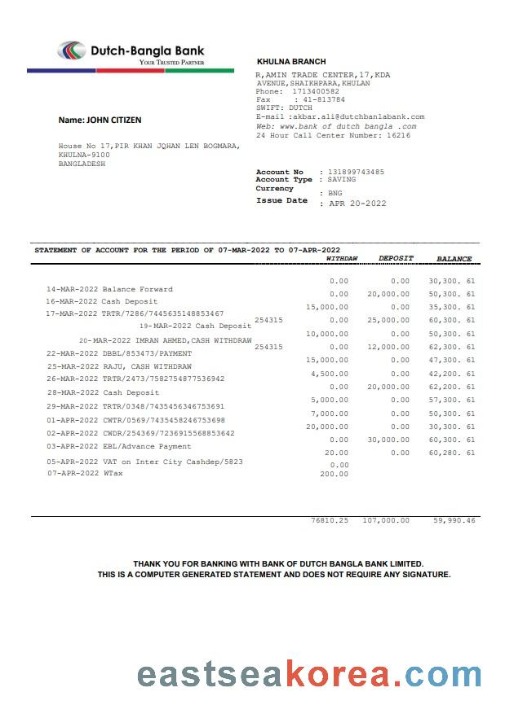 Dutch-Bangla Bank
YOUR TRUSTED PARTNER
KHULNA BRANCH
R,AMIN TRADE CENTER,17,KDA
AVENUE,SHAIKHPARA,KHULAN
Phone: 1713400582
Fax : 41-813784
SWIFT: DUTCH
E-mail :akbar.ali@dutchbanlabank.com
Web: www.bank of dutch bangla .com
24 Hour Call Center Number: 16216
Name: JOHN CITIZEN
House No 17,PIR KHAN JQHAN LEN BOGMARA,
KHULNA-9100
BANGLADESH
Account No : 131899743485
Account Type : SAVING
Currency : BNG
Issue Date : APR 20-2022
STATEMENT OF ACCOUNT FOR THE PERIOD OF 07-MAR-2022 TO 07-APR-2022
WITHDAW DEPOSIT BALANCE
0.00 0.00 30,300. 61
14-MAR-2022 Balance Forward
0.00 20,000.00 50,300. 61
16-MAR-2022 Cash Deposit
15,000.00 0.00 35,300. 61
17-MAR-2022 TRTR/7286/7445635148853467
254315 0.00 25,000.00 60,300. 61
19-MAR-2022 Cash Deposit
10,000.00 0.00 50,300. 61
20-MAR-2022 IMRAN AHMED,CASH WITHDRAW
254315 0.00 12,000.00 62,300. 61
22-MAR-2022 DBBL/853473/PAYMENT
15,000.00 0.00 47,300. 61
25-MAR-2022 RAJU, CASH WITHDRAW
4,500.00 0.00 42,200. 61
26-MAR-2022 TRTR/2473/7582754877536942
0.00 20,000.00 62,200. 61
28-MAR-2022 Cash Deposit
5,000.00 0.00 57,300. 61
29-MAR-2022 TRTR/0348/7435456346753691
7,000.00 0.00 50,300. 61
01-APR-2022 CWTR/0569/7435458246753698
20,000.00 0.00 30,300. 61
02-APR-2022 CWDR/254369/7236915568853642
0.00 30,000.00 60,300. 61
03-APR-2022 EBL/Advance Payment
20.00 0.00 60,280. 61
05-APR-2022 VAT on Inter City Cashdep/5823
0.00
07-APR-2022 WTax 200.00
76810.25 107,000.00 59,990.46
THANK YOU FOR BANKING WITH BANK OF DUTCH BANGLA BANK LIMITED.
THIS IS A COMPUTER GENERATED STATEMENT AND DOES NOT REQUIRE ANY SIGNATURE.
eastseakorea.com